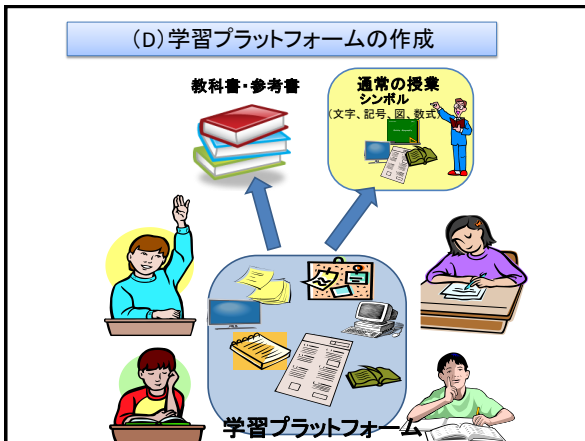 (D)学習プラットフォームの作成
教科書・参考書
通常の授業
シンボル
(文字、記号、図、数式)
学習プラットフォーム